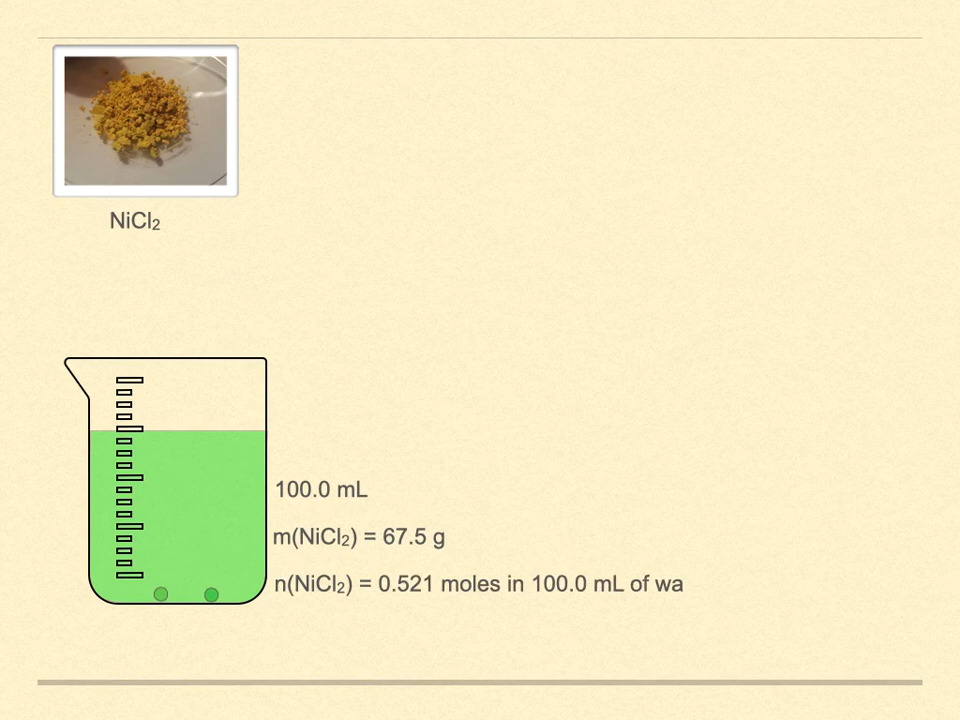 NiCl₂
100.0 mL
m(NiCl₂) = 67.5 g
n(NiCl₂) = 0.521 moles in 100.0 mL of wa